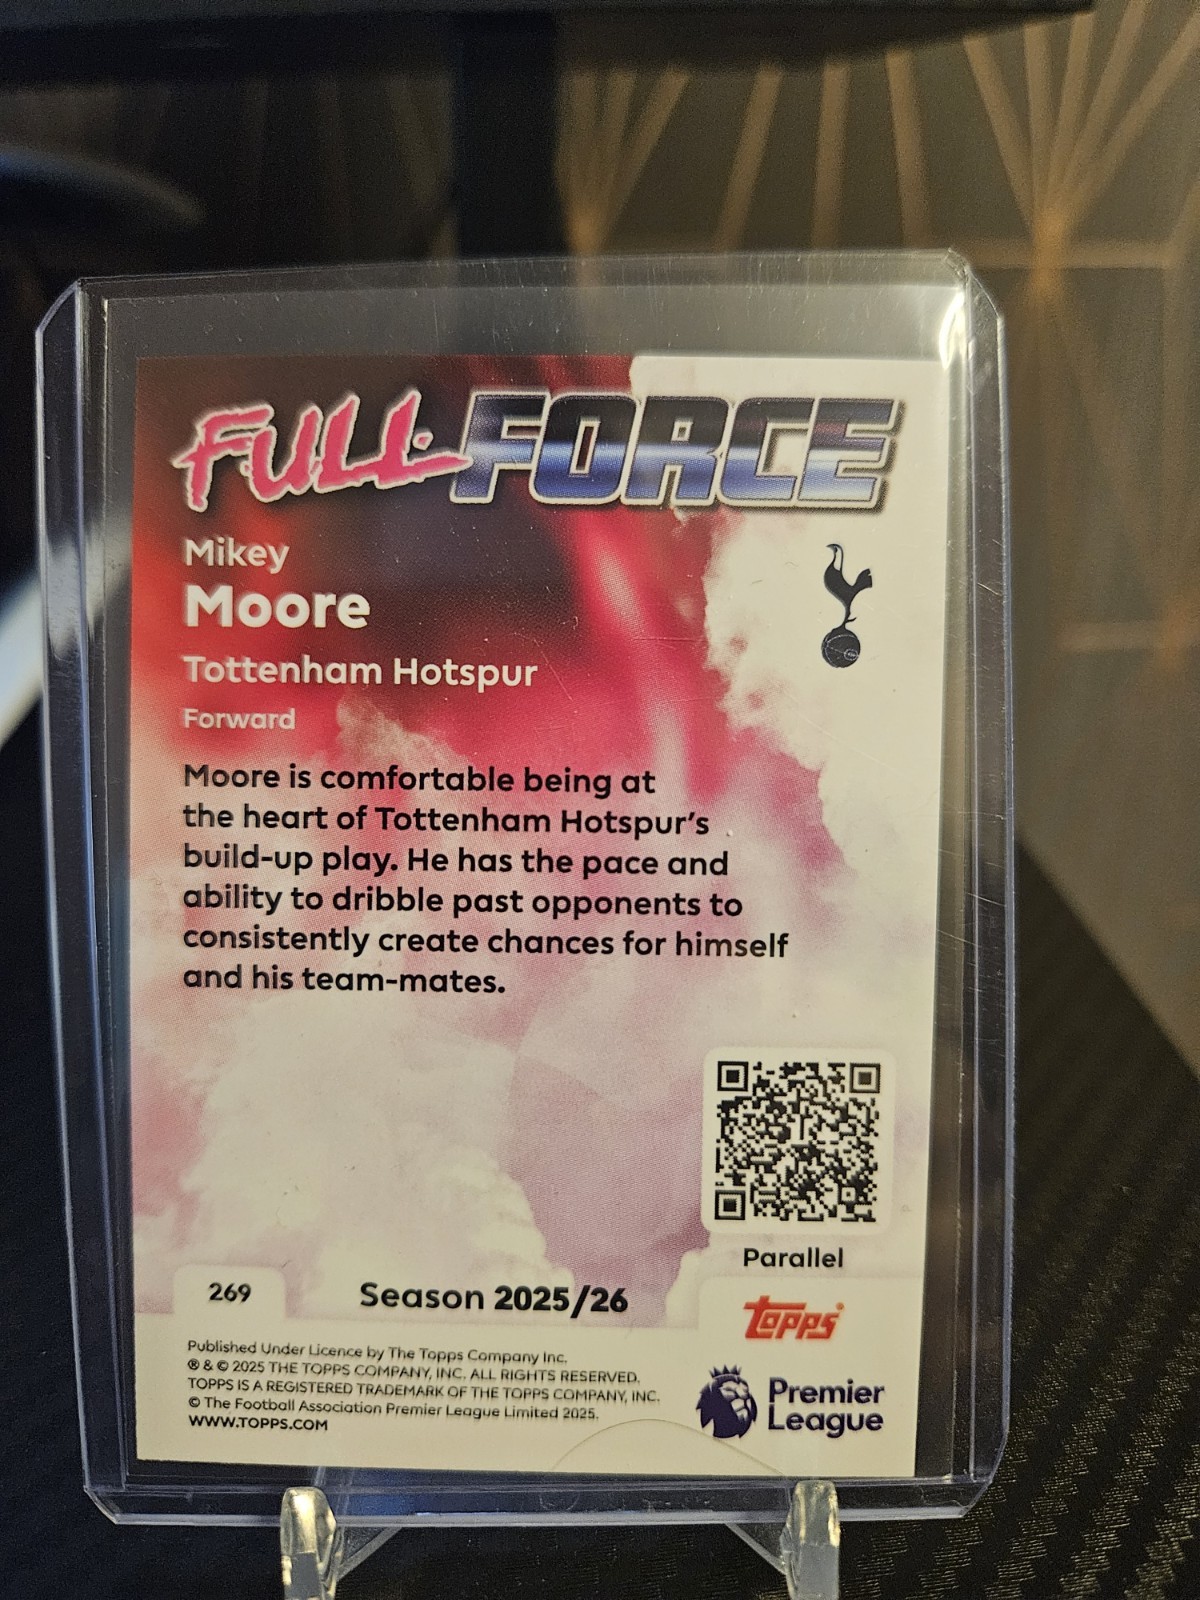 FULL FORCE
Mikey
Moore
Tottenham Hotspur
Forward
Moore is comfortable being at
the heart of Tottenham Hotspur's
build-up play. He has the pace and
ability to dribble past opponents to
consistently create chances for himself
and his team-mates.
Parallel
269
Season 2025/26
Topps
Published Under Licence by The Topps Company Inc.
® & © 2025 THE TOPPS COMPANY, INC. ALL RIGHTS RESERVED.
TOPPS IS A REGISTERED TRADEMARK OF THE TOPPS COMPANY, INC.
© The Football Association Premier League Limited 2025.
WWW.TOPPS.COM
Premier
League